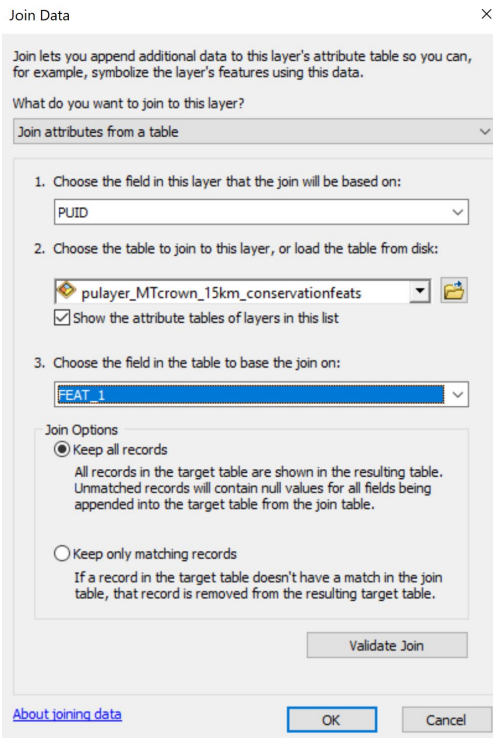 Join Data
Join lets you append additional data to this layer's attribute table so you can,
for example, symbolize the layer's features using this data.
What do you want to join to this layer?
Join attributes from a table
1. Choose the field in this layer that the join will be based on:
PUID
2. Choose the table to join to this layer, or load the table from disk:
pulayer_MTcrown_15km_conservationfeats
Show the attribute tables of layers in this list
3. Choose the field in the table to base the join on:
FEAT_1
Join Options
Keep all records
All records in the target table are shown in the resulting table.
Unmatched records will contain null values for all fields being
appended into the target table from the join table.
Keep only matching records
If a record in the target table doesn't have a match in the join
table, that record is removed from the resulting target table.
Validate Join
About joining data
OK
Cancel